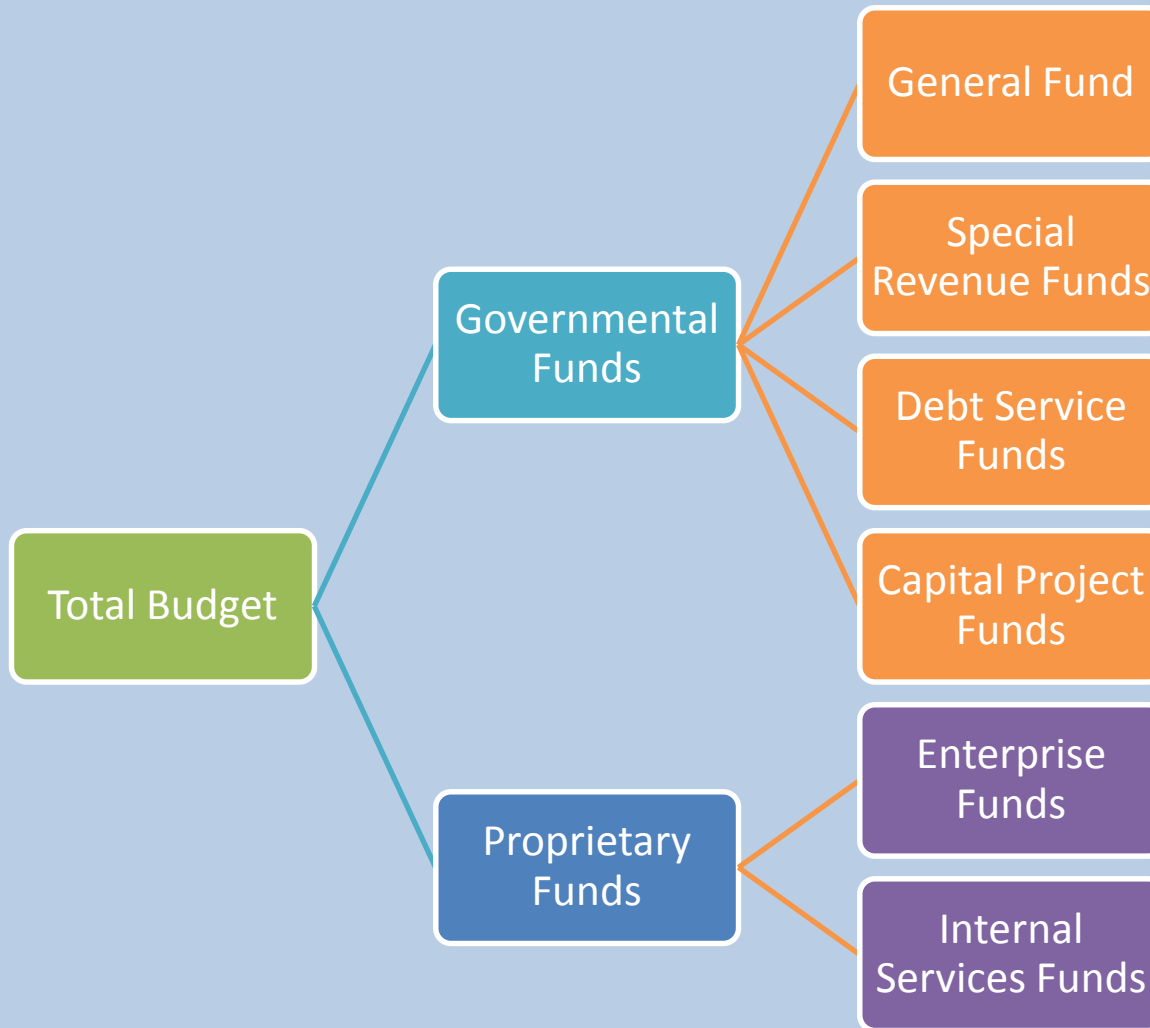 General Fund
Special
Revenue Funds
Governmental
Funds
Debt Service
Funds
Total Budget
Capital Project
Funds
Enterprise
Funds
Proprietary
Funds
Internal
Services Funds